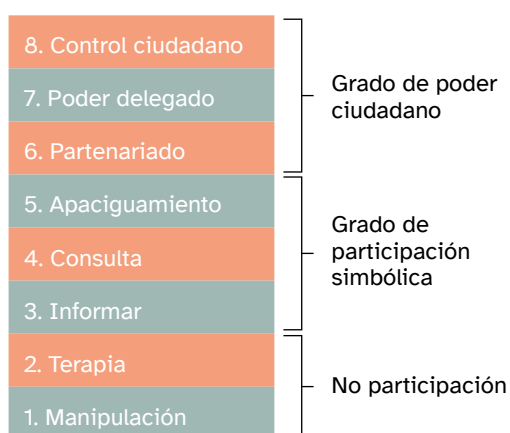 8. Control ciudadano
7. Poder delegado
6. Partenariado
Grado de poder
ciudadano
5. Apaciguamiento
4. Consulta
3. Informar
Grado de
participación
simbólica
2. Terapia
1. Manipulación
No participación